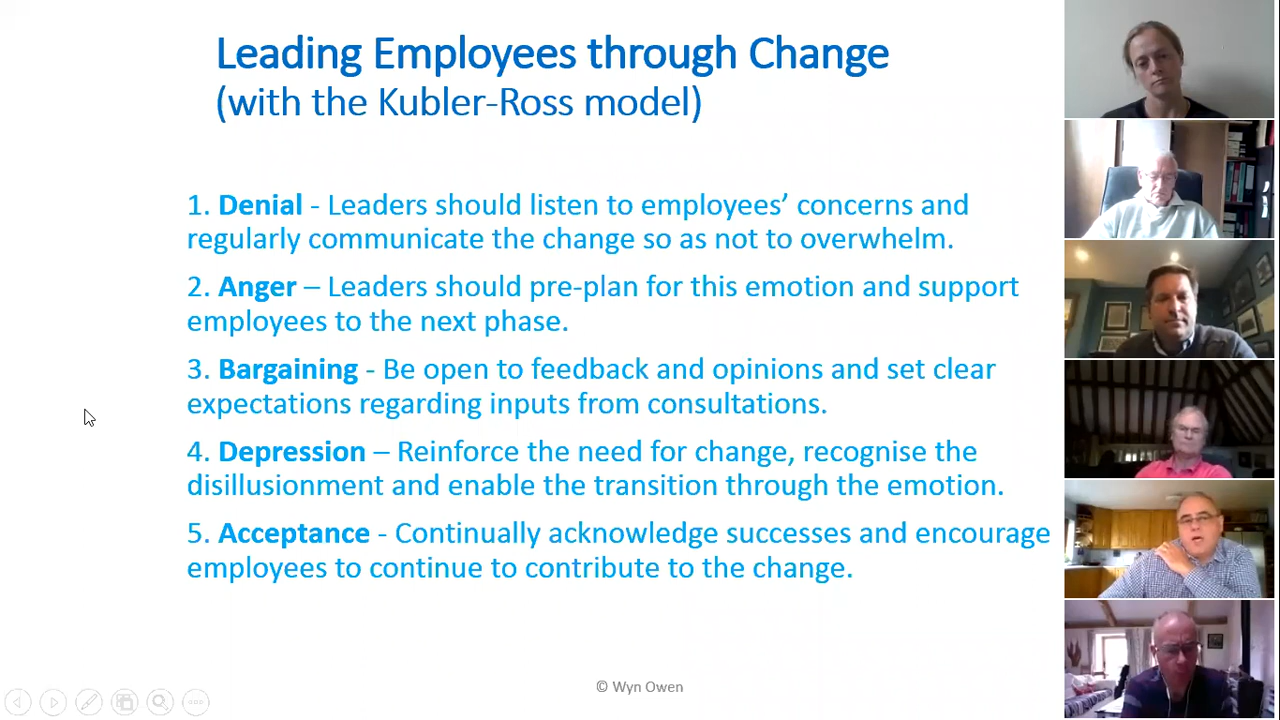 Leading Employees through Change
(with the Kubler-Ross model)
1. Denial - Leaders should listen to employees’ concerns and
regularly communicate the change so as not to overwhelm.
2. Anger – Leaders should pre-plan for this emotion and support
employees to the next phase.
3. Bargaining - Be open to feedback and opinions and set clear
expectations regarding inputs from consultations.
4. Depression – Reinforce the need for change, recognise the
disillusionment and enable the transition through the emotion.
5. Acceptance - Continually acknowledge successes and encourage
employees to continue to contribute to the change.
© Wyn Owen